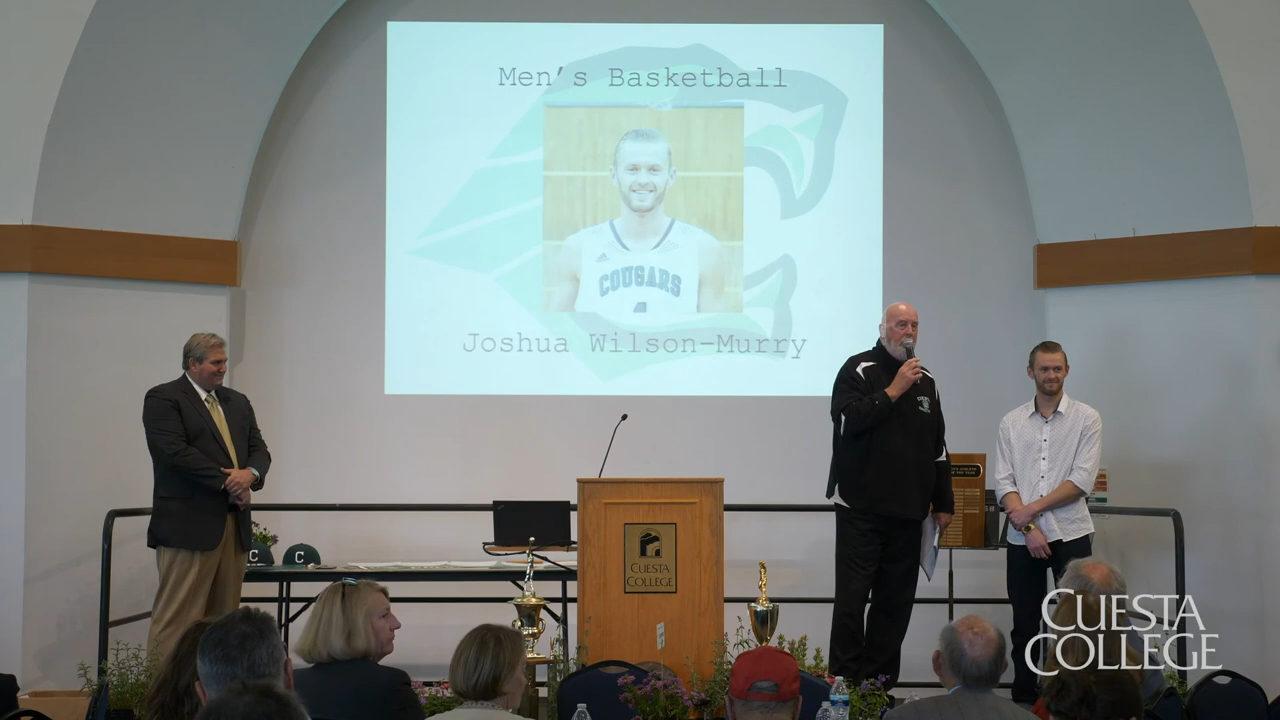 Men's Basketball
COUGARS
Joshua Wilson-Murry
C
C
CUESTA
COLLEGE
CUESTA
COLLEGE